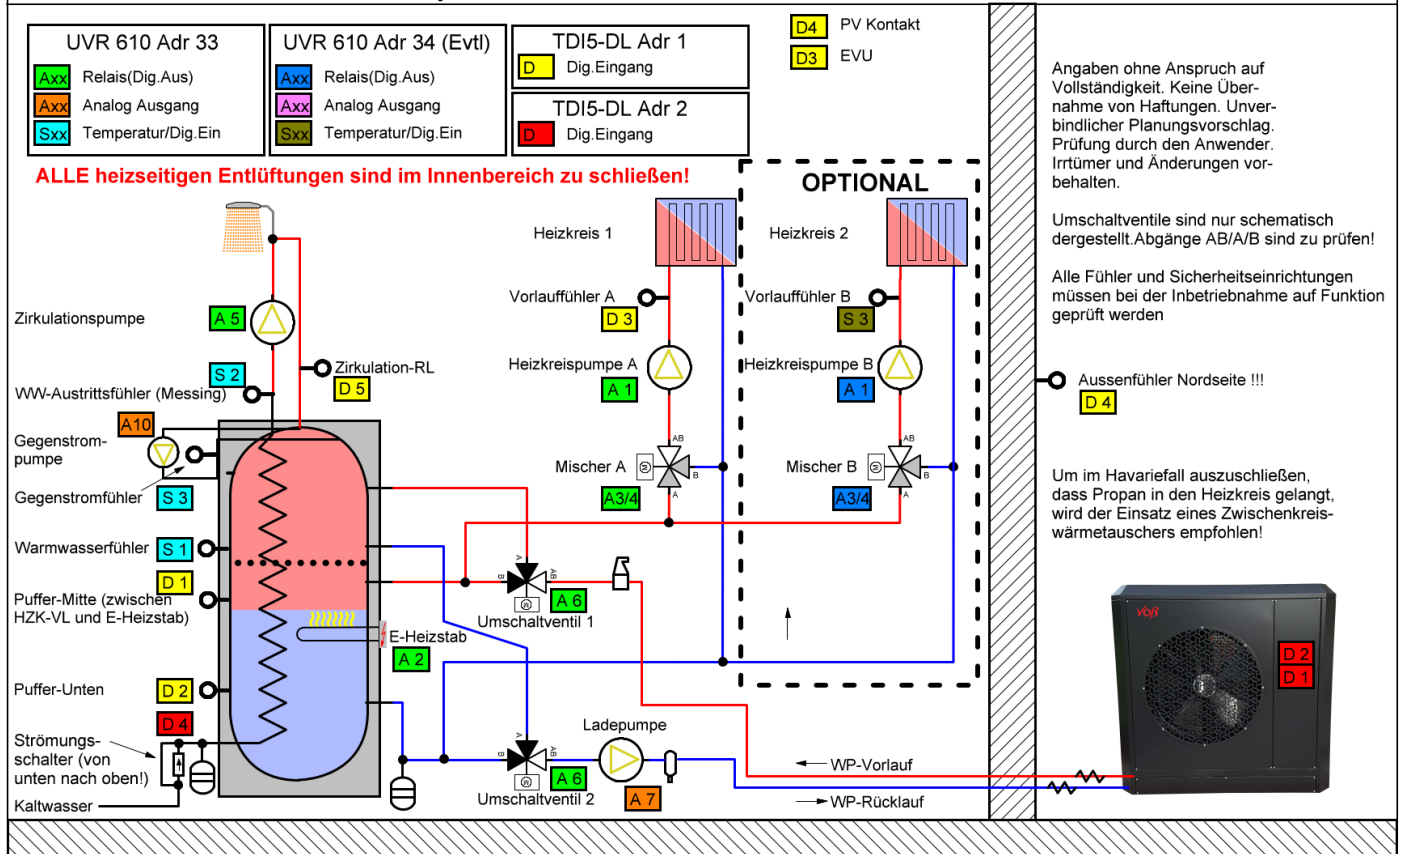 UVR 610 Adr 33
Axx Relais(Dig.Aus)
Axx Analog Ausgang
Sxx Temperatur/Dig.Ein
UVR 610 Adr 34 (Evtl)
Axx Relais(Dig.Aus)
Axx Analog Ausgang
Sxx Temperatur/Dig.Ein
TDI5-DL Adr 1
D Dig.Eingang
TDI5-DL Adr 2
D Dig.Eingang
D4 PV Kontakt
D3 EVU
ALLE heizseitigen Entlüftungen sind im Innenbereich zu schließen!
OPTIONAL
Angaben ohne Anspruch auf
Vollständigkeit. Keine Über-
nahme von Haftungen. Unver-
bindlicher Planungsvorschlag.
Prüfung durch den Anwender.
Irrtümer und Änderungen vor-
behalten.
Umschaltventile sind nur schematisch
dergestellt.Abgänge AB/A/B sind zu prüfen!
Alle Fühler und Sicherheitseinrichtungen
müssen bei der Inbetriebnahme auf Funktion
geprüft werden
Aussenfühler Nordseite !!!
D 4
Um im Havariefall auszuschließen,
dass Propan in den Heizkreis gelangt,
wird der Einsatz eines Zwischenkreis-
wärmetauschers empfohlen!
Heizkreis 1
Heizkreis 2
Vorlauffühler A
D 3
Vorlauffühler B
S 3
Zirkulationspumpe
A 5
Heizkreispumpe A
A 1
Heizkreispumpe B
A 1
S 2
Zirkulation-RL
D 5
WW-Austrittsfühler (Messing)
A10
Gegenstrom-
pumpe
Gegenstromfühler
S 3
AB
Mischer A
M
B
A
A3/4
AB
Mischer B
M
B
A
A3/4
Warmwasserfühler
S 1
D 1
Puffer-Mitte (zwischen
HZK-VL und E-Heizstab)
A
B
AB
M
A 6
Umschaltventil 1
E-Heizstab
A 2
Puffer-Unten
D 2
D 4
Strömungs-
schalter (von
unten nach oben!)
Kaltwasser
A
B
AB
M
A 6
Umschaltventil 2
Ladepumpe
A 7
WP-Vorlauf
WP-Rücklauf
Voß
D 2
D 1